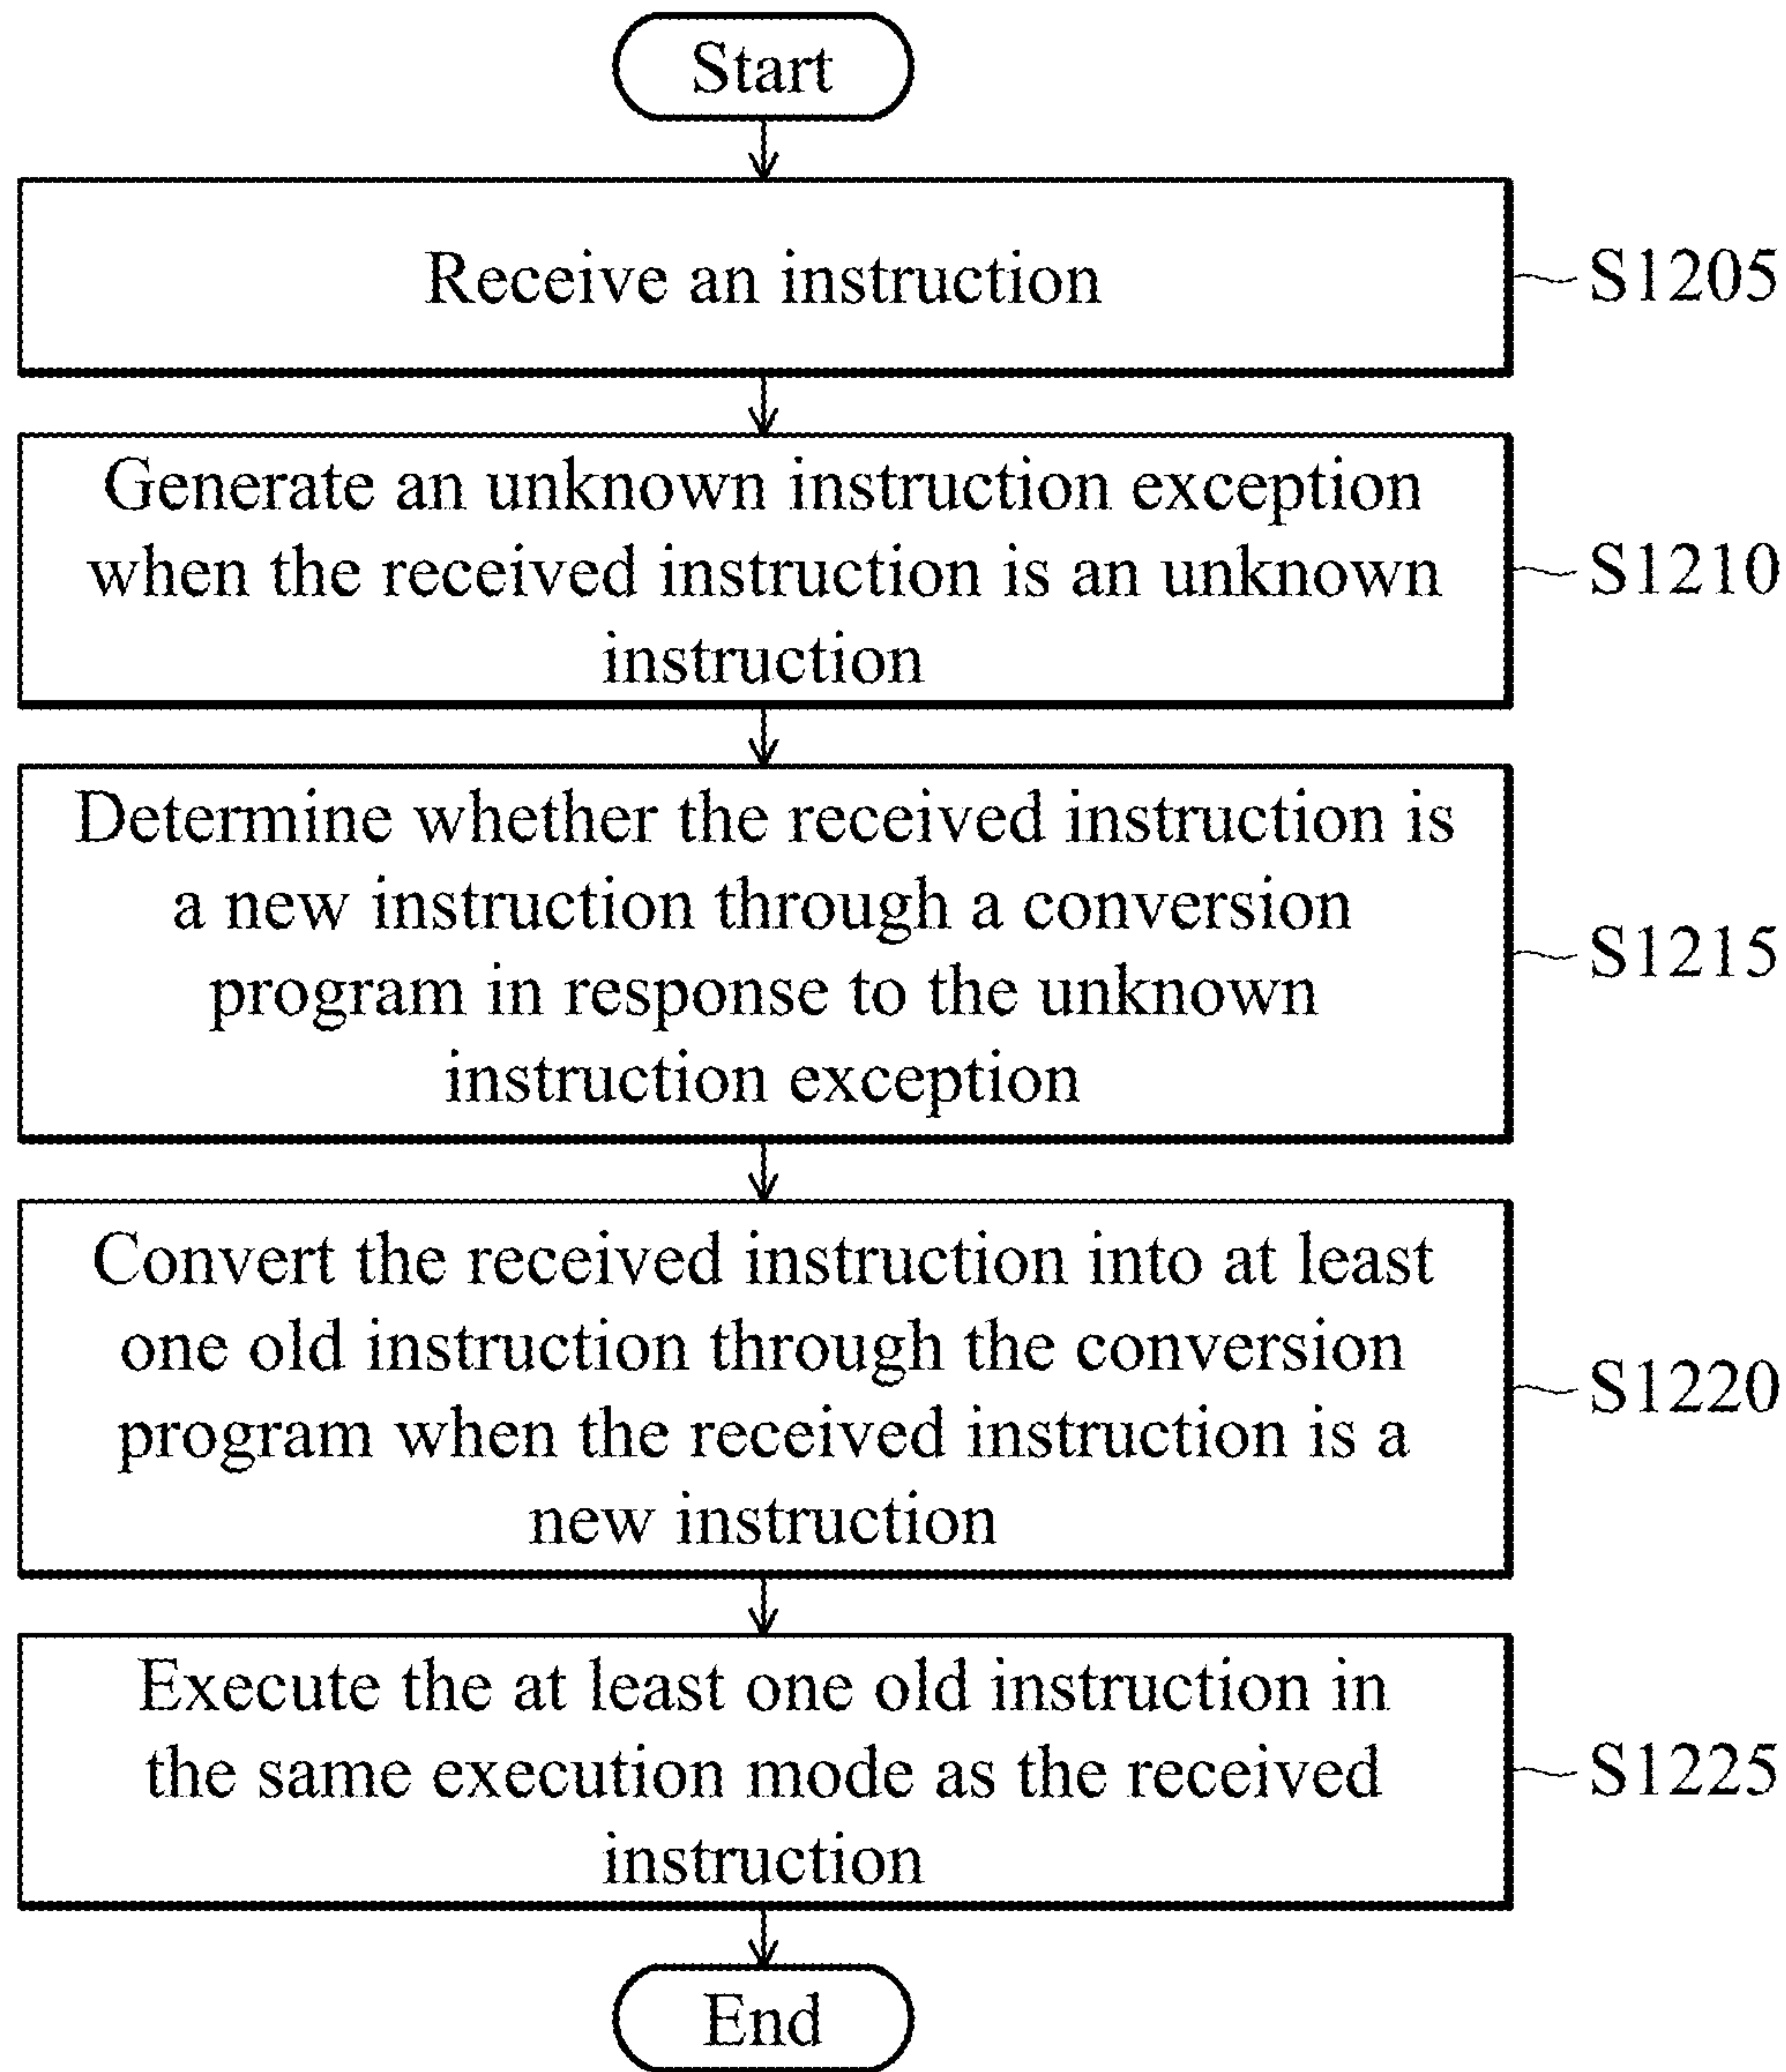 Start
Receive an instruction
S1205
Generate an unknown instruction exception
when the received instruction is an unknown
instruction
S1210
Determine whether the received instruction is
a new instruction through a conversion
program in response to the unknown
instruction exception
S1215
Convert the received instruction into at least
one old instruction through the conversion
program when the received instruction is a
new instruction
S1220
Execute the at least one old instruction in
the same execution mode as the received
instruction
S1225
End